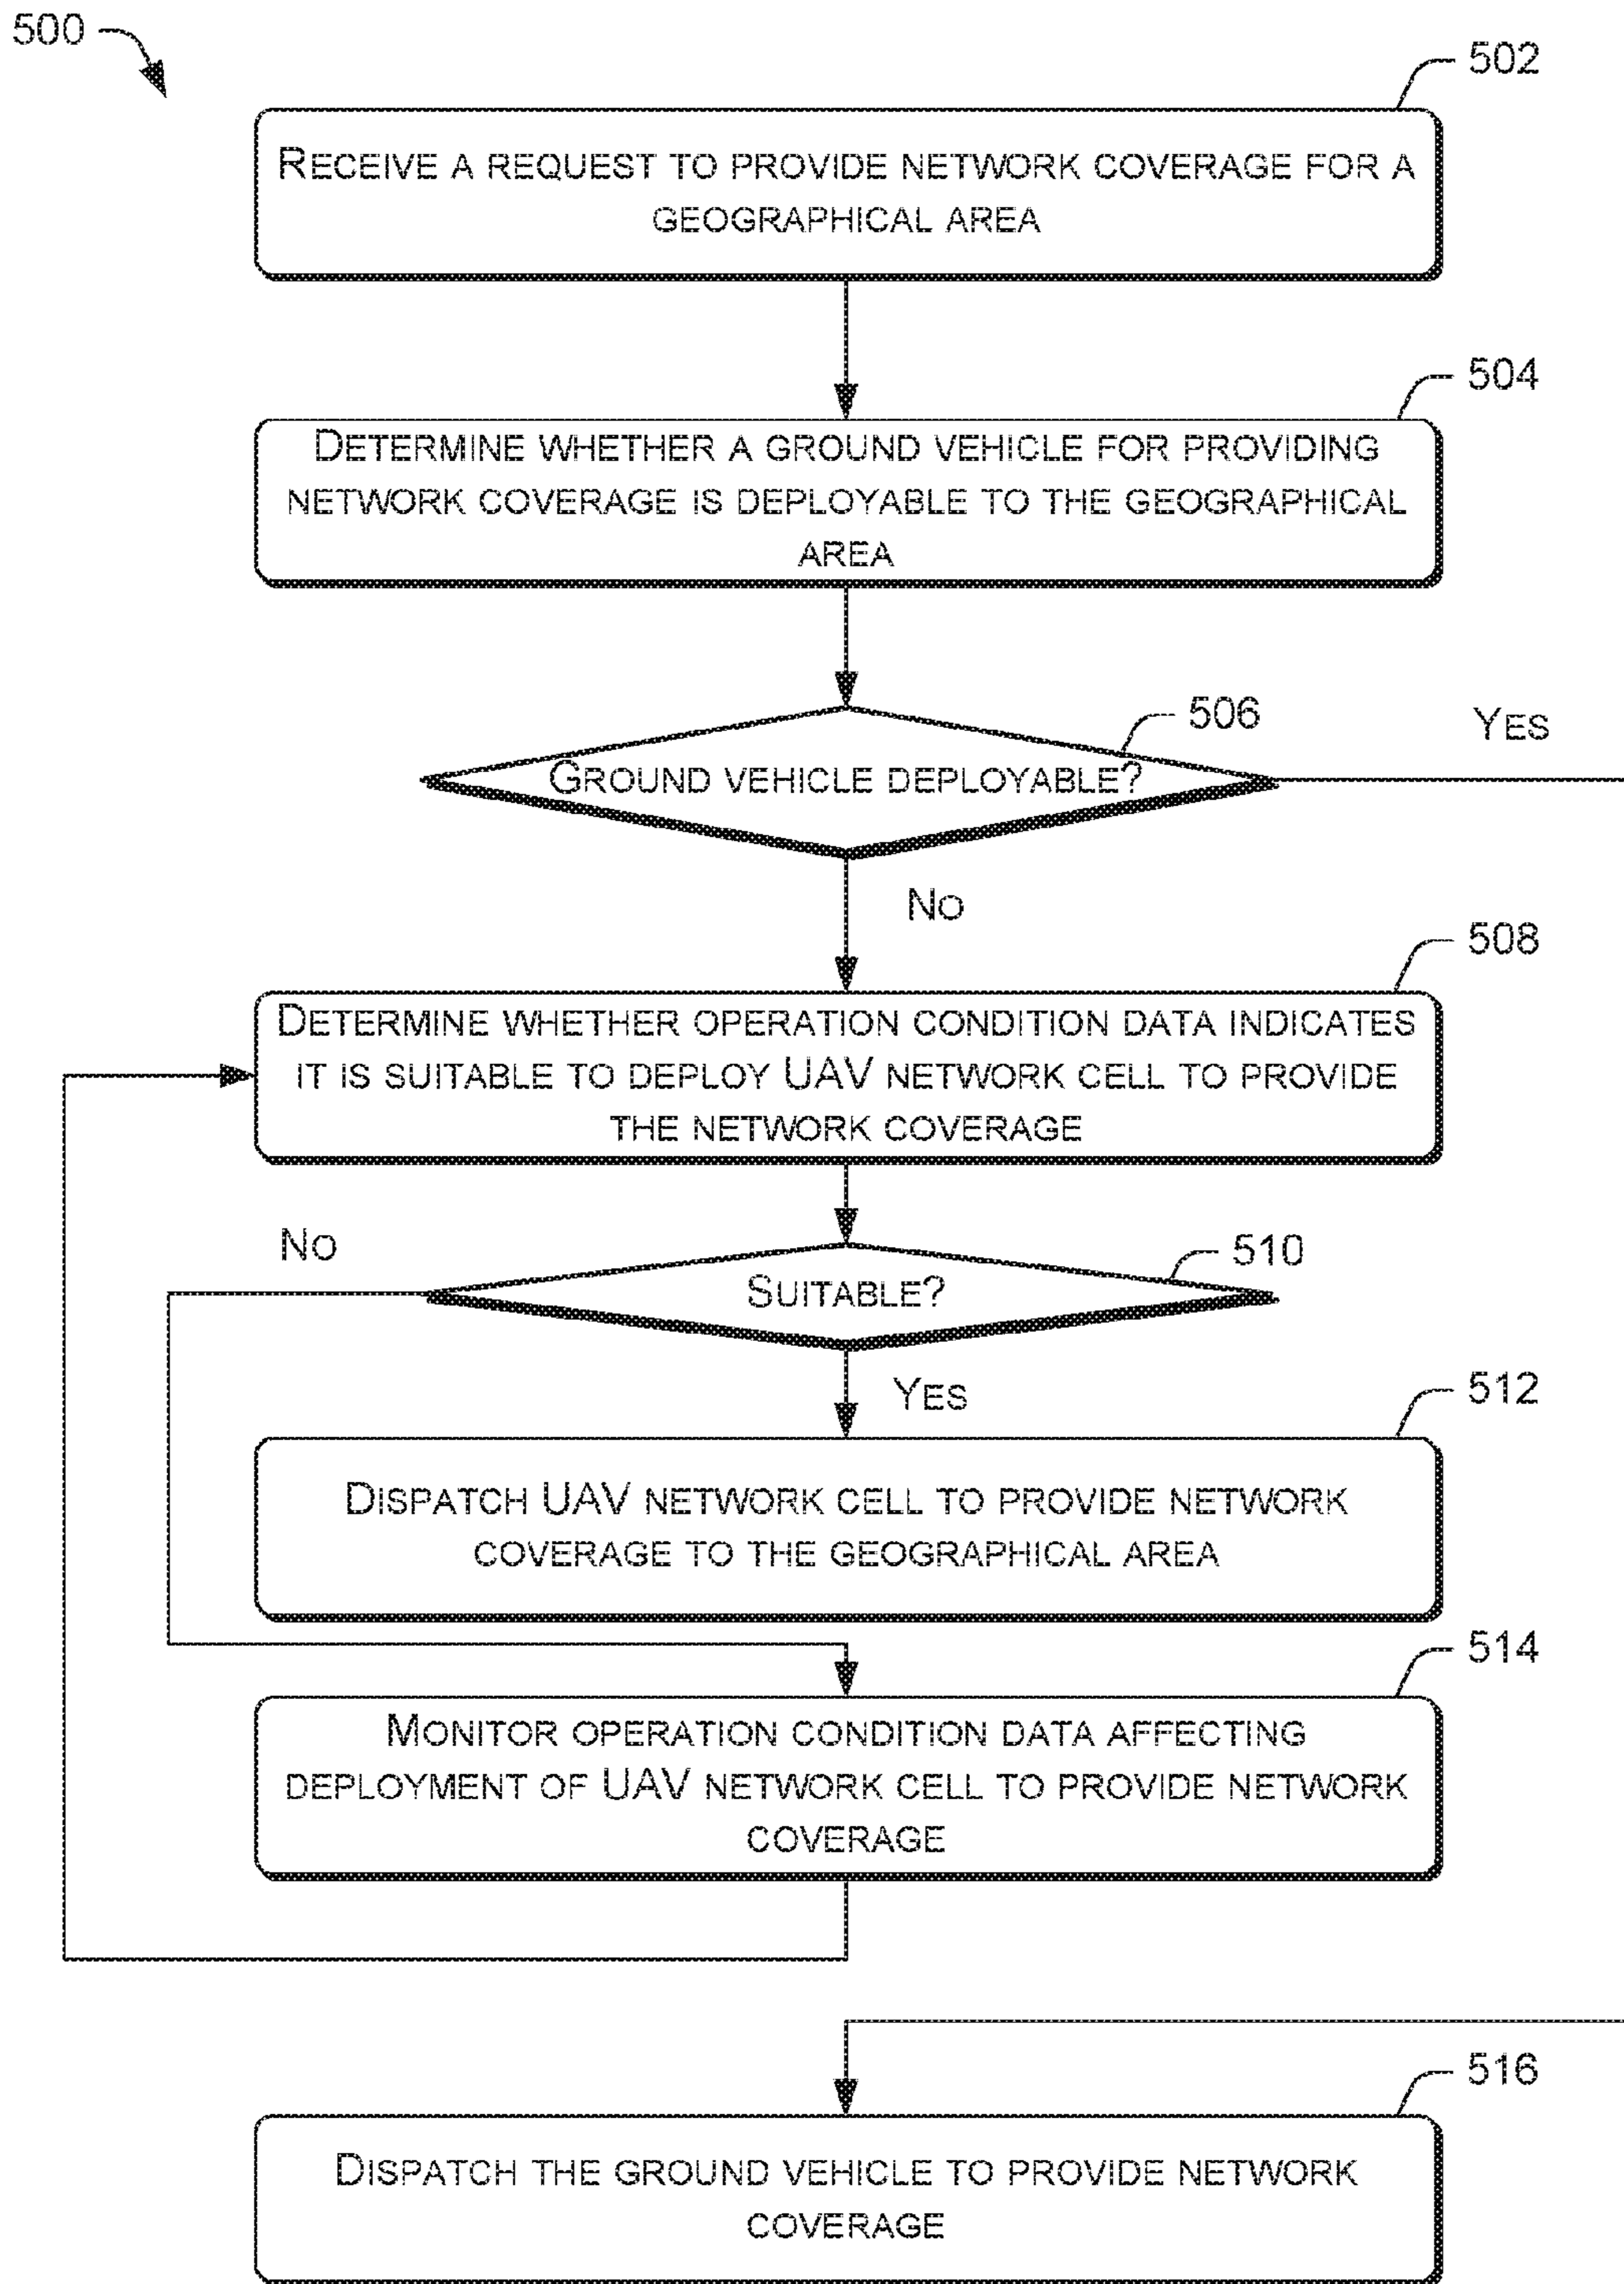 500
502
RECEIVE A REQUEST TO PROVIDE NETWORK COVERAGE FOR A
GEOGRAPHICAL AREA
504
DETERMINE WHETHER A GROUND VEHICLE FOR PROVIDING
NETWORK COVERAGE IS DEPLOYABLE TO THE GEOGRAPHICAL
AREA
506
YES
GROUND VEHICLE DEPLOYABLE?
NO
508
DETERMINE WHETHER OPERATION CONDITION DATA INDICATES
IT IS SUITABLE TO DEPLOY UAV NETWORK CELL TO PROVIDE
THE NETWORK COVERAGE
NO
510
SUITABLE?
YES
512
DISPATCH UAV NETWORK CELL TO PROVIDE NETWORK
COVERAGE TO THE GEOGRAPHICAL AREA
514
MONITOR OPERATION CONDITION DATA AFFECTING
DEPLOYMENT OF UAV NETWORK CELL TO PROVIDE NETWORK
COVERAGE
516
DISPATCH THE GROUND VEHICLE TO PROVIDE NETWORK
COVERAGE